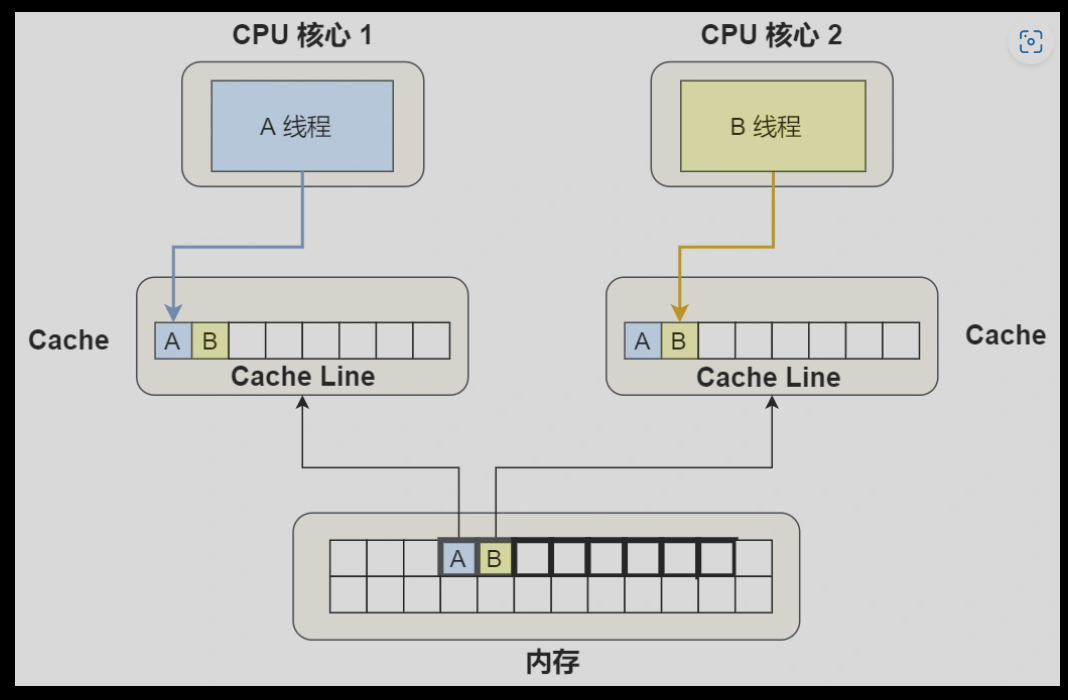 CPU 核心 1
CPU 核心 2
A 线程
B 线程
Cache
A B
Cache Line
A B
Cache Line
Cache
A B
内存